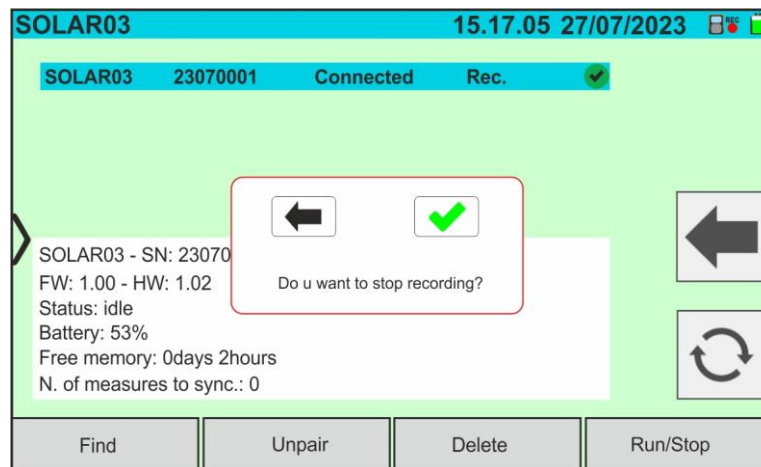 SOLAR03 15.17.05 27/07/2023 REC
SOLAR03 23070001 Connected Rec.
Do u want to stop recording?
SOLAR03 - SN: 23070
FW: 1.00 - HW: 1.02
Status: idle
Battery: 53%
Free memory: 0days 2hours
N. of measures to sync.: 0
Find Unpair Delete Run/Stop